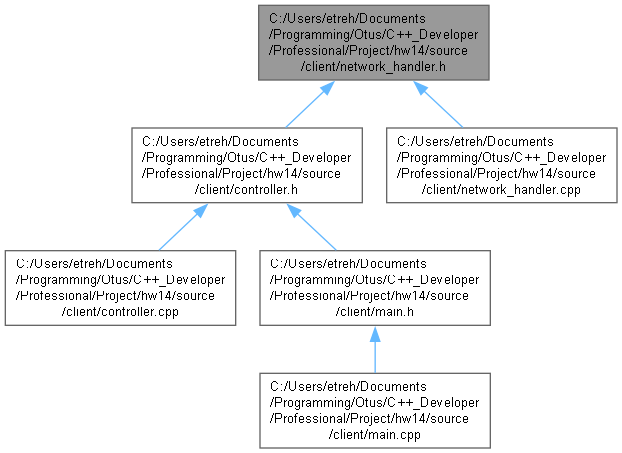 C:/Users/etreh/Documents
/Programming/Otus/C++_Developer
/Professional/Project/hw14/source
/client/network_handler.h
C:/Users/etreh/Documents
/Programming/Otus/C++_Developer
/Professional/Project/hw14/source
/client/controller.h
C:/Users/etreh/Documents
/Programming/Otus/C++_Developer
/Professional/Project/hw14/source
/client/network_handler.cpp
C:/Users/etreh/Documents
/Programming/Otus/C++_Developer
/Professional/Project/hw14/source
/client/controller.cpp
C:/Users/etreh/Documents
/Programming/Otus/C++_Developer
/Professional/Project/hw14/source
/client/main.h
C:/Users/etreh/Documents
/Programming/Otus/C++_Developer
/Professional/Project/hw14/source
/client/main.cpp